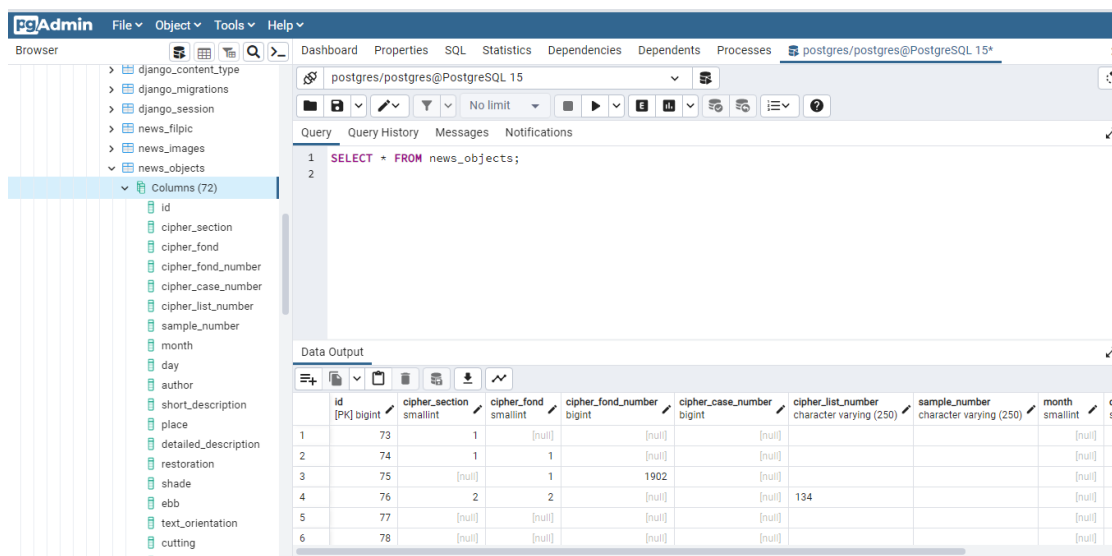 pgAdmin File Object Tools Help
Browser
Dashboard Properties SQL Statistics Dependencies Dependents Processes postgres/postgres@PostgreSQL 15*
django_content_type
django_migrations
django_session
news_filpic
news_images
news_objects
Columns (72)
id
cipher_section
cipher_fond
cipher_fond_number
cipher_case_number
cipher_list_number
sample_number
month
day
author
short_description
place
detailed_description
restoration
shade
ebb
text_orientation
cutting
postgres/postgres@PostgreSQL 15
No limit
E
Query Query History Messages Notifications
1 SELECT * FROM news_objects;
2
Data Output
id cipher_section cipher_fond cipher_fond_number cipher_case_number cipher_list_number sample_number month
[PK] bigint smallint smallint bigint bigint character varying (250) character varying (250) smallint
1 73 1 [null] [null] [null] [null]
2 74 1 1 [null] [null] [null]
3 75 [null] 1 1902 [null] [null]
4 76 2 2 [null] [null] 134 [null]
5 77 [null] [null] [null] [null] [null]
6 78 [null] [null] [null] [null] [null]